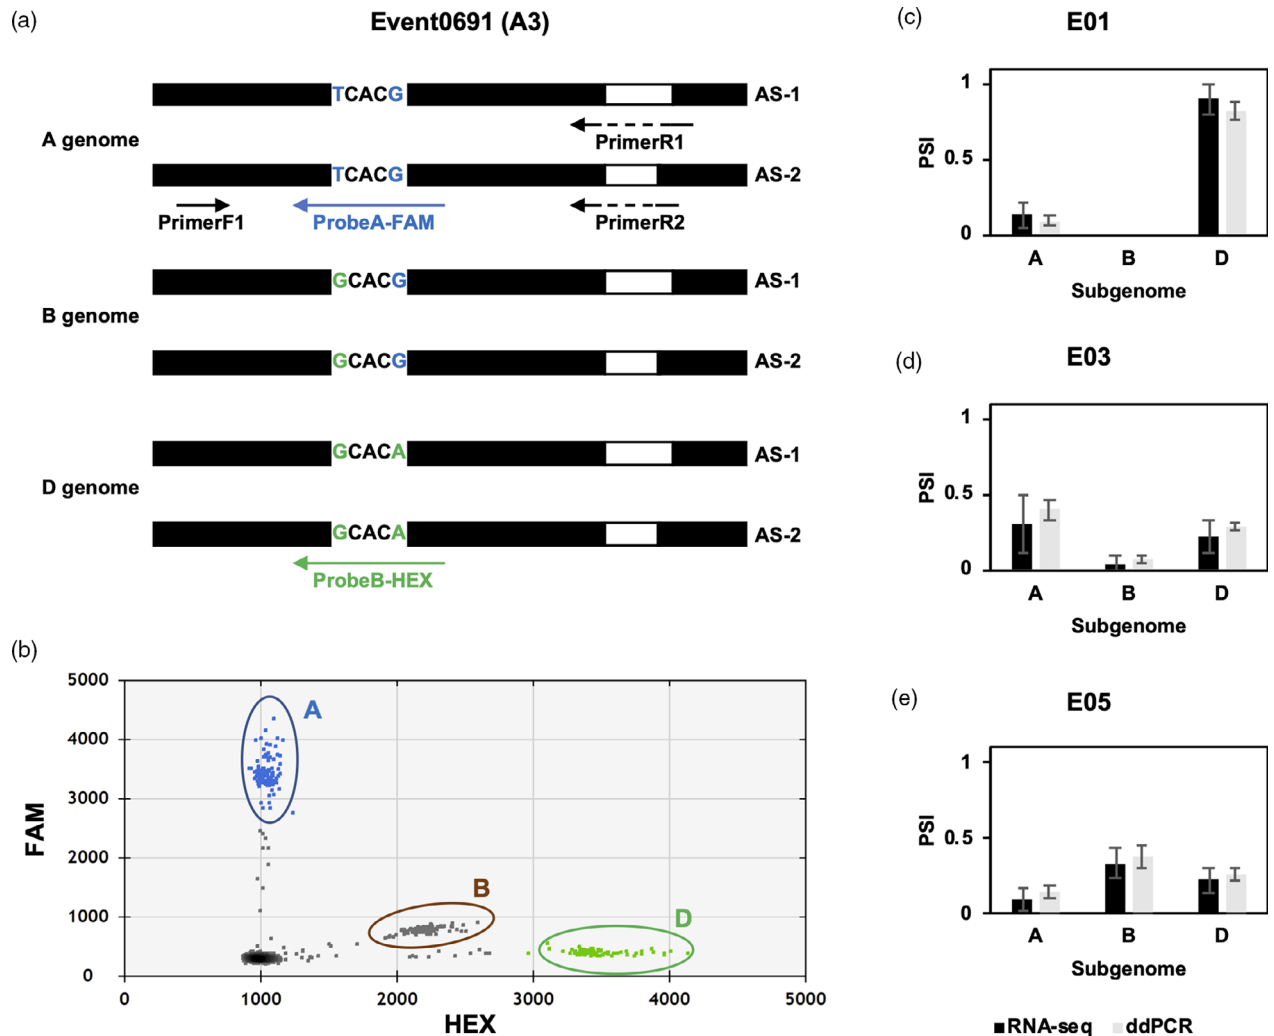 (a)
Event0691 (A3)
A genome
TCACG
AS-1
PrimerR1
TCACG
AS-2
PrimerF1
ProbeA-FAM
PrimerR2
B genome
GCACG
AS-1
GCACG
AS-2
D genome
GCACA
AS-1
GCACA
AS-2
ProbeB-HEX
(b)
FAM
5000
4000
3000
2000
1000
0
A
B
D
0 1000 2000 3000 4000 5000
HEX
(c)
E01
PSI
1
0.5
0
A B D
Subgenome
(d)
E03
PSI
1
0.5
0
A B D
Subgenome
(e)
E05
PSI
1
0.5
0
A B D
Subgenome
RNA-seq ddPCR